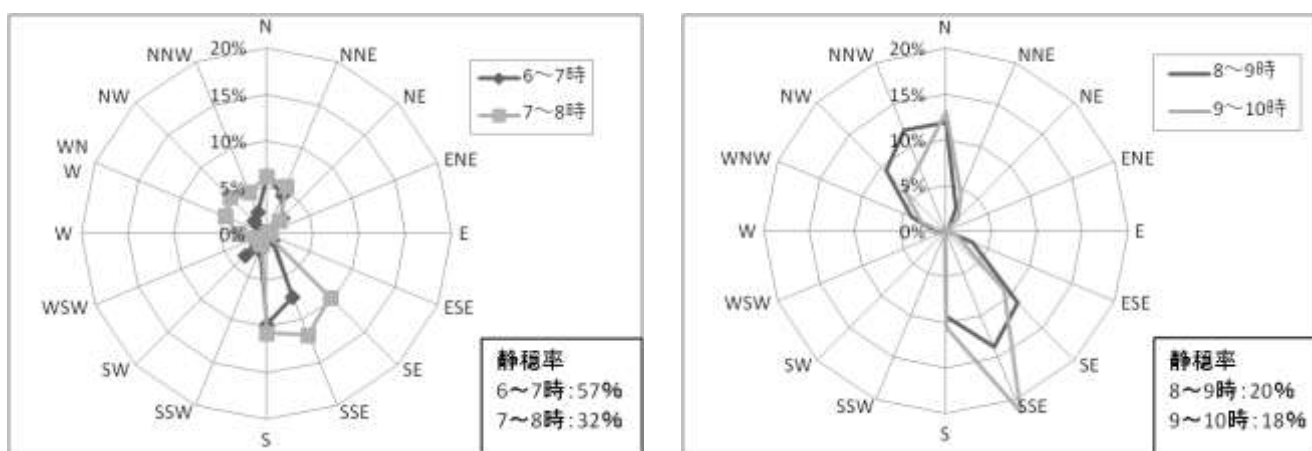 N
20%
NNW
NNE
15%
NW
NE
10%
WN
W
ENE
5%
W
0%
E
WSW
ESE
SW
SE
SSW
SSE
S
6～7時
7～8時
静穏率
6～7時:57%
7～8時:32%
N
20%
NNW
NNE
15%
NW
NE
10%
WNW
ENE
5%
W
0%
E
WSW
ESE
SW
SE
SSW
SSE
S
8～9時
9～10時
静穏率
8～9時:20%
9～10時:18%